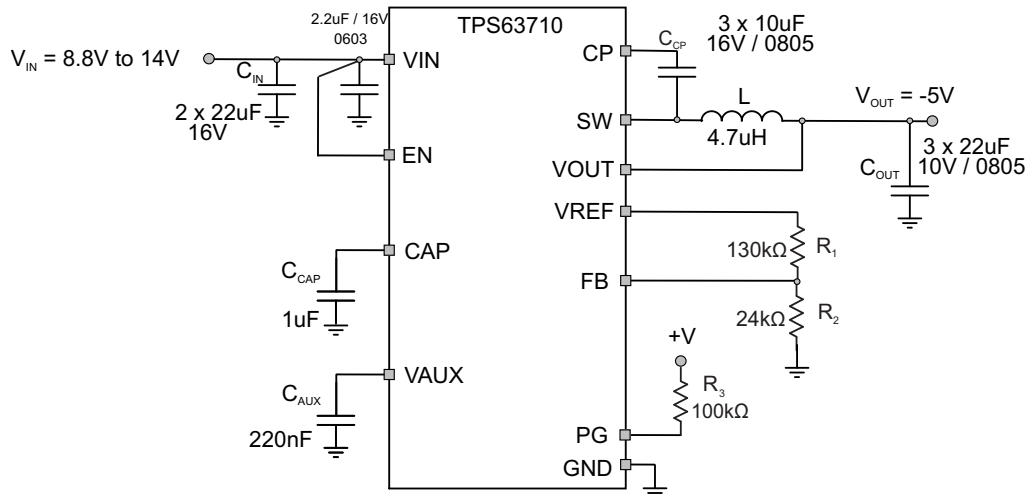 TPS63710
2.2uF / 16V
0603
V_IN = 8.8V to 14V
C_IN
2 x 22uF
16V
VIN
EN
CAP
C_CAP
1uF
VAUX
C_AUX
220nF
CP
C_CP
3 x 10uF
16V / 0805
SW
L
4.7uH
V_OUT = -5V
3 x 22uF
10V / 0805
C_OUT
VOUT
VREF
130kΩ
R_1
FB
24kΩ
R_2
+V
R_3
100kΩ
PG
GND